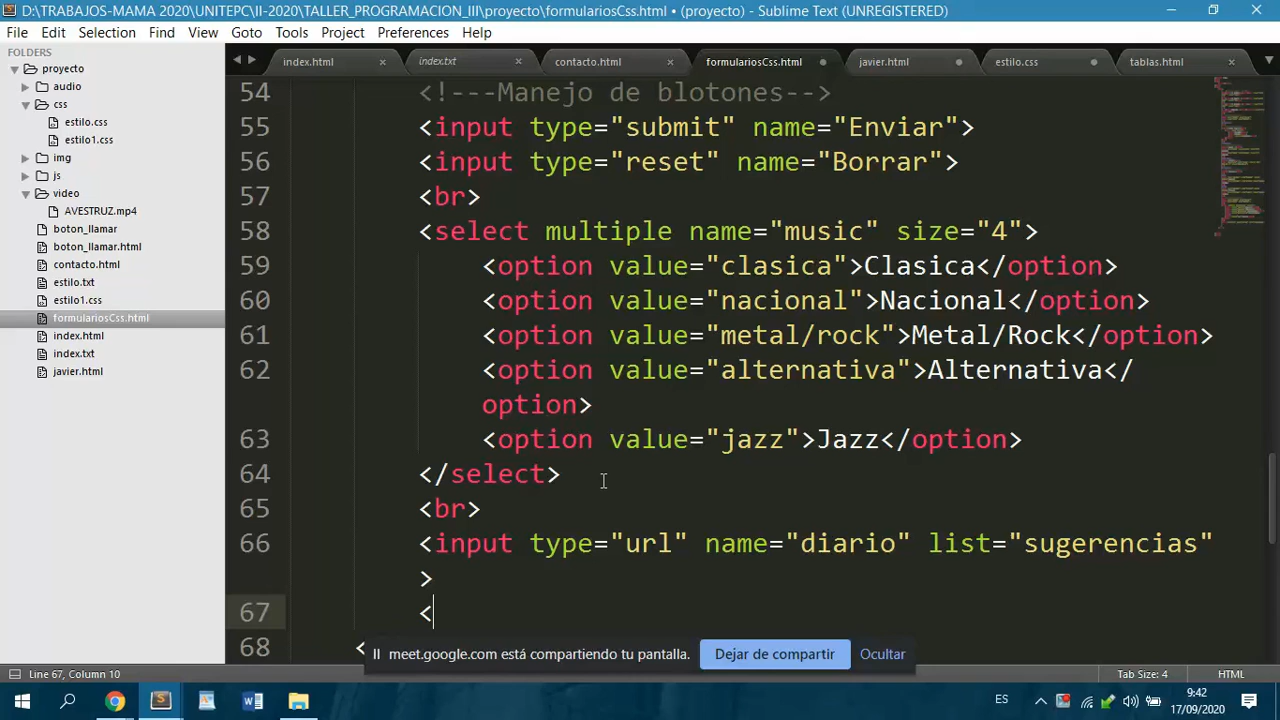 D:\TRABAJOS-MAMA 2020\UNITEPC\II-2020\TALLER_PROGRAMACION_III\proyecto\formulariosCss.html • (proyecto) - Sublime Text (UNREGISTERED)
File Edit Selection Find View Goto Tools Project Preferences Help
FOLDERS
proyecto
audio
css
estilo.css
estilo1.css
img
js
video
AVESTRUZ.mp4
boton_llamar
boton_llamar.html
contacto.html
estilo.txt
estilo1.css
formulariosCss.html
index.html
index.txt
javier.html
index.html index.txt contacto.html formulariosCss.html javier.html estilo.css tablas.html
54 <!---Manejo de blotones-->
55 <input type="submit" name="Enviar">
56 <input type="reset" name="Borrar">
57 <br>
58 <select multiple name="music" size="4">
59 <option value="clasica">Clasica</option>
60 <option value="nacional">Nacional</option>
61 <option value="metal/rock">Metal/Rock</option>
62 <option value="alternativa">Alternativa</
option>
63 <option value="jazz">Jazz</option>
64 </select>
65 <br>
66 <input type="url" name="diario" list="sugerencias"
>
67 <
68 <
meet.google.com está compartiendo tu pantalla. Dejar de compartir Ocultar
Line 67, Column 10 Tab Size: 4 HTML
ES 9:42
17/09/2020